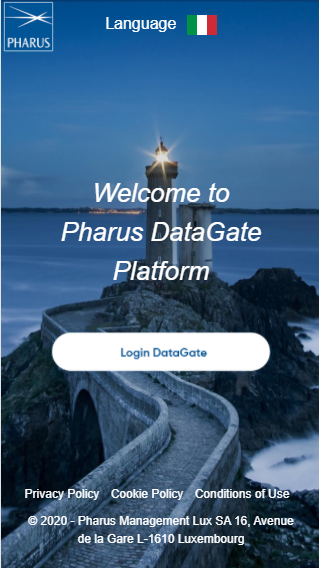 PHARUS
Language
Welcome to
Pharus DataGate
Platform
Login DataGate
Privacy Policy Cookie Policy Conditions of Use
© 2020 - Pharus Management Lux SA 16, Avenue
de la Gare L-1610 Luxembourg